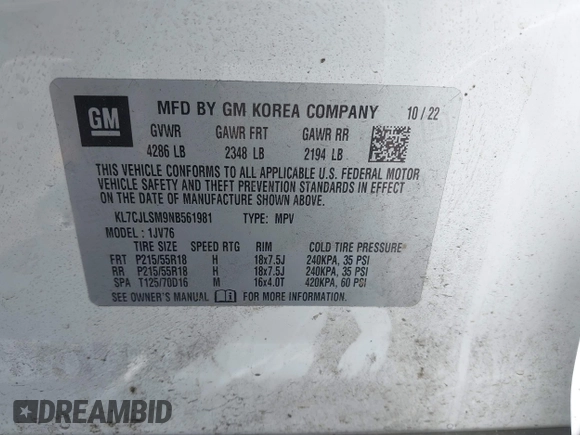 GM
MFD BY GM KOREA COMPANY 10/22
GVWR GAWR FRT GAWR RR
4286 LB 2348 LB 2194 LB
THIS VEHICLE CONFORMS TO ALL APPLICABLE U.S. FEDERAL MOTOR
VEHICLE SAFETY AND THEFT PREVENTION STANDARDS IN EFFECT
ON THE DATE OF MANUFACTURE SHOWN ABOVE.
KL7CJLSM9NB561981 TYPE: MPV
MODEL: 1JV76
TIRE SIZE SPEED RTG RIM COLD TIRE PRESSURE
FRT P215/55R18 H 18x7.5J 240KPA, 35 PSI
RR P215/55R18 H 18x7.5J 240KPA, 35 PSI
SPA T125/70D16 M 16x4.0T 420KPA, 60 PSI
SEE OWNER'S MANUAL FOR MORE INFORMATION.
DREAMBID